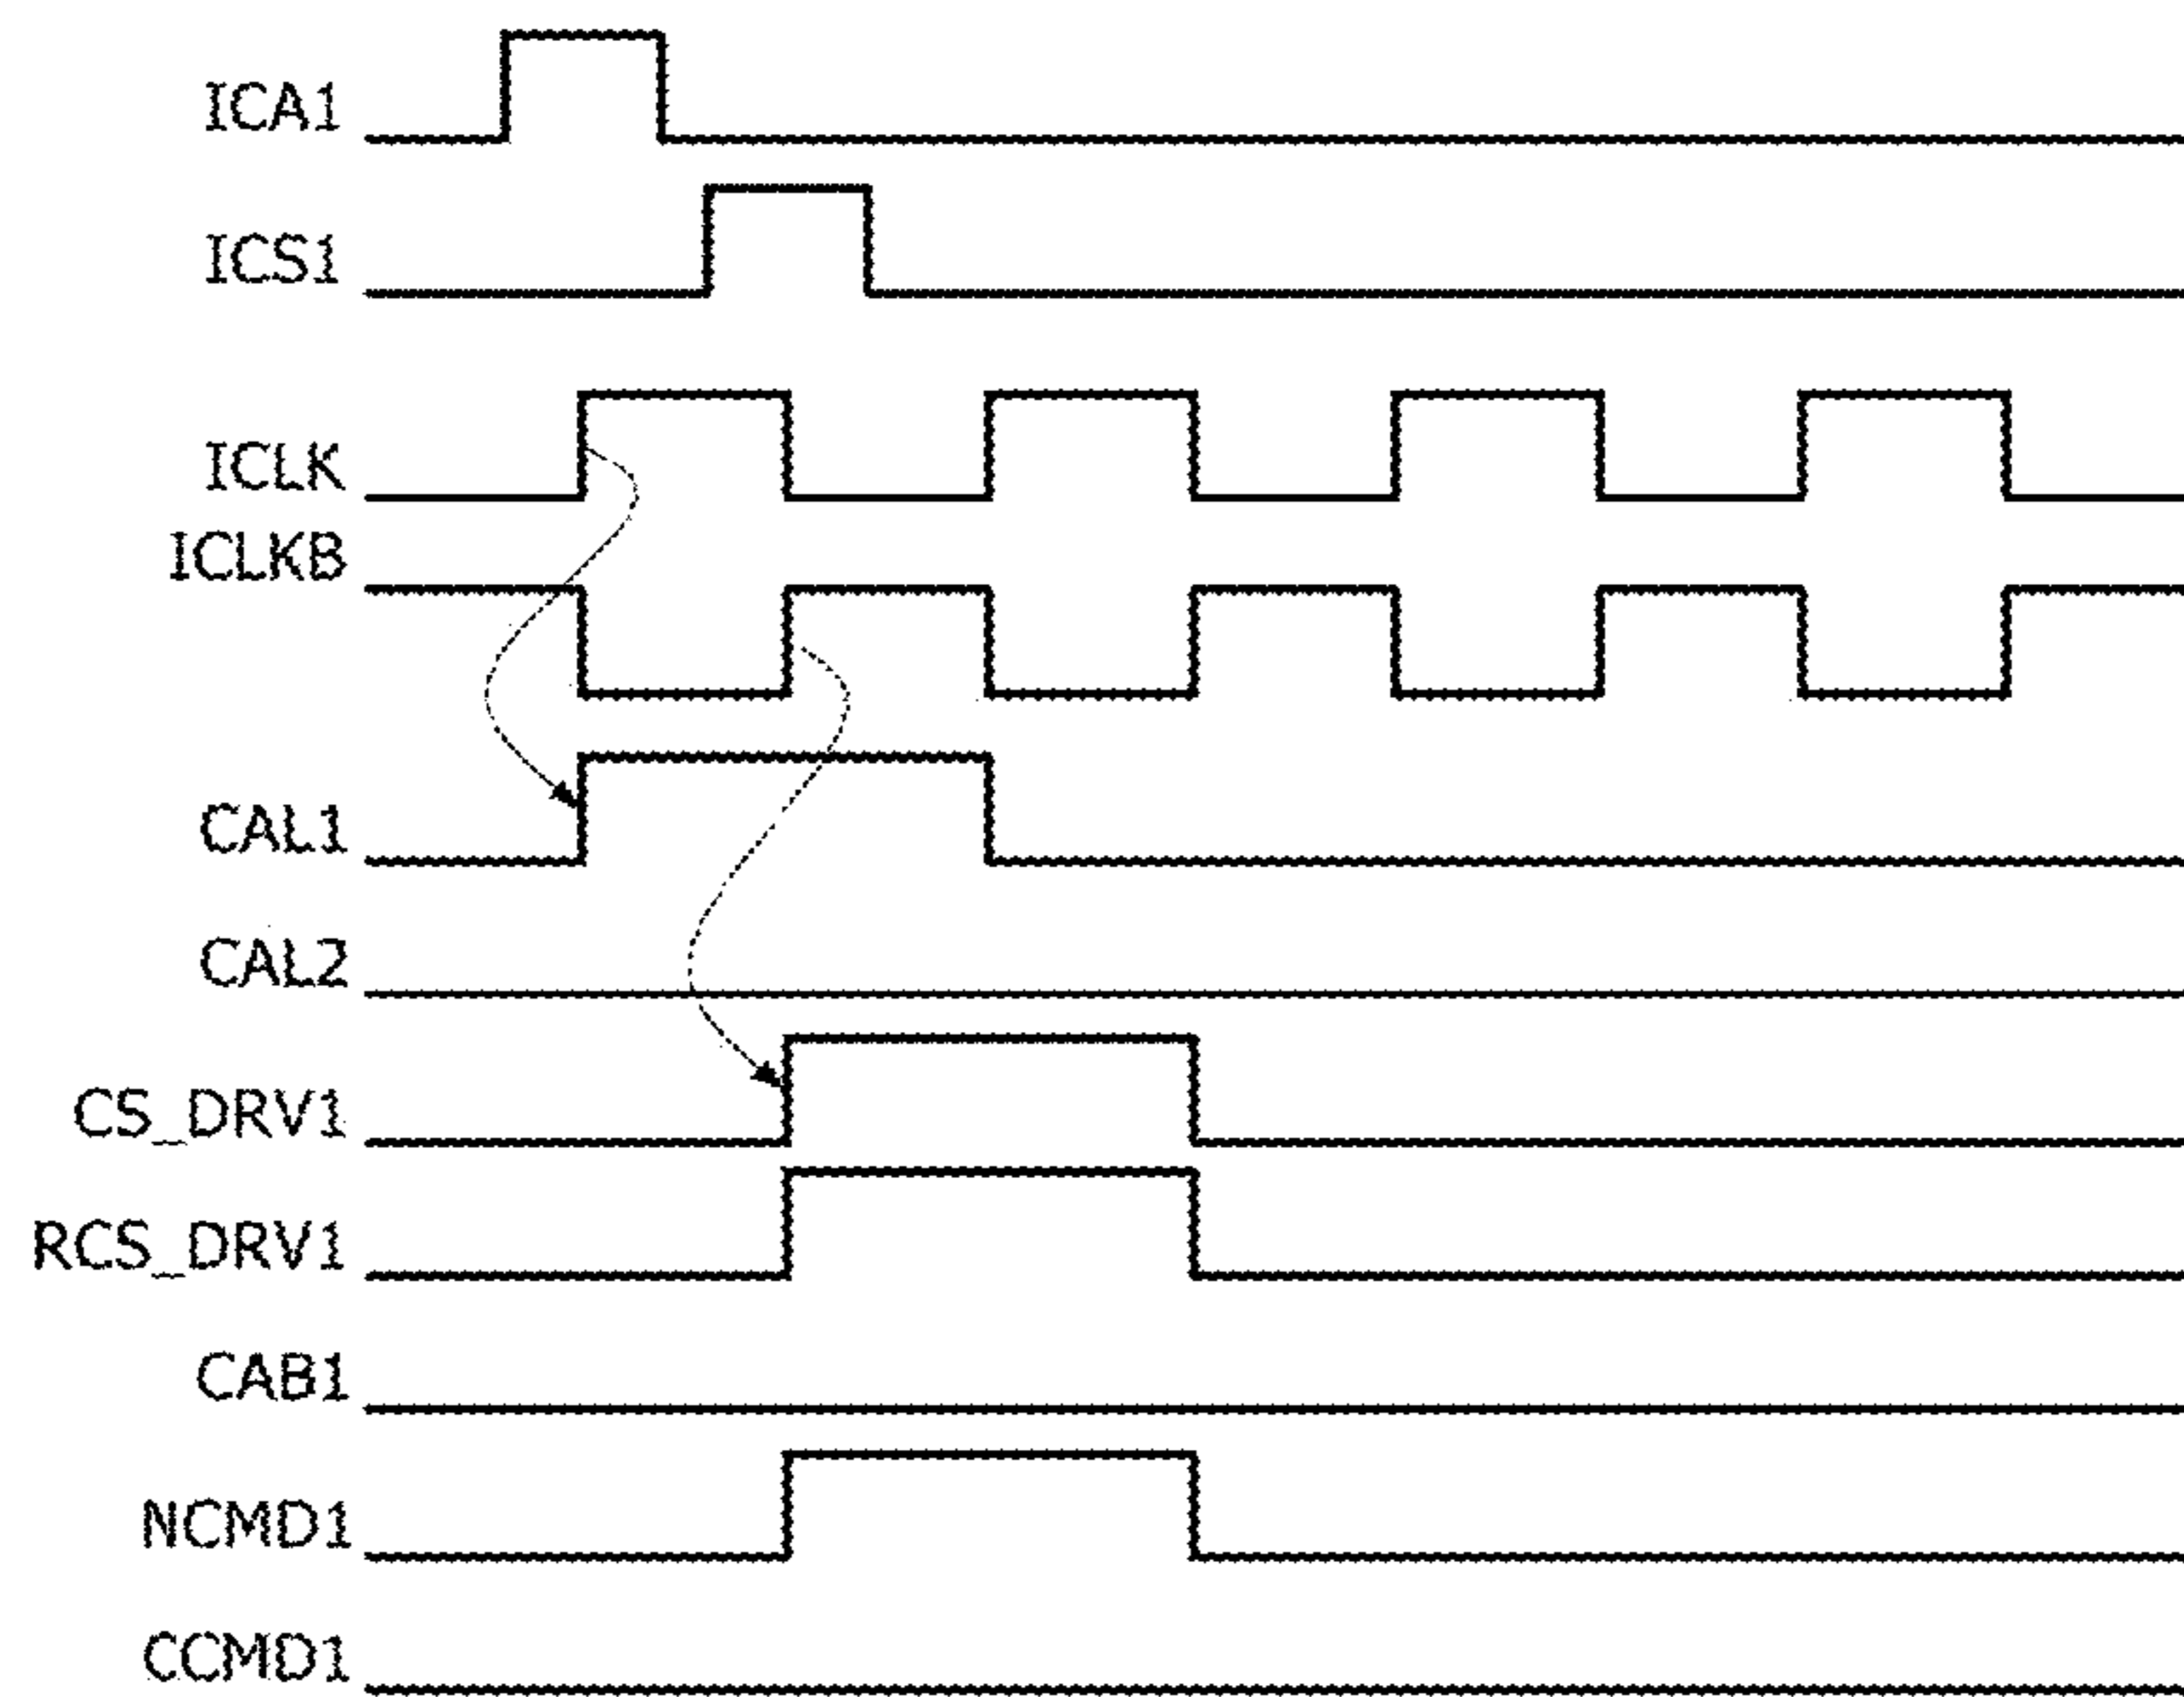 ICA1
ICS1
ICLK
ICLKB
CAL1
CAL2
CS_DRV1
RCS_DRV1
CAB1
NCMD1
CCMD1